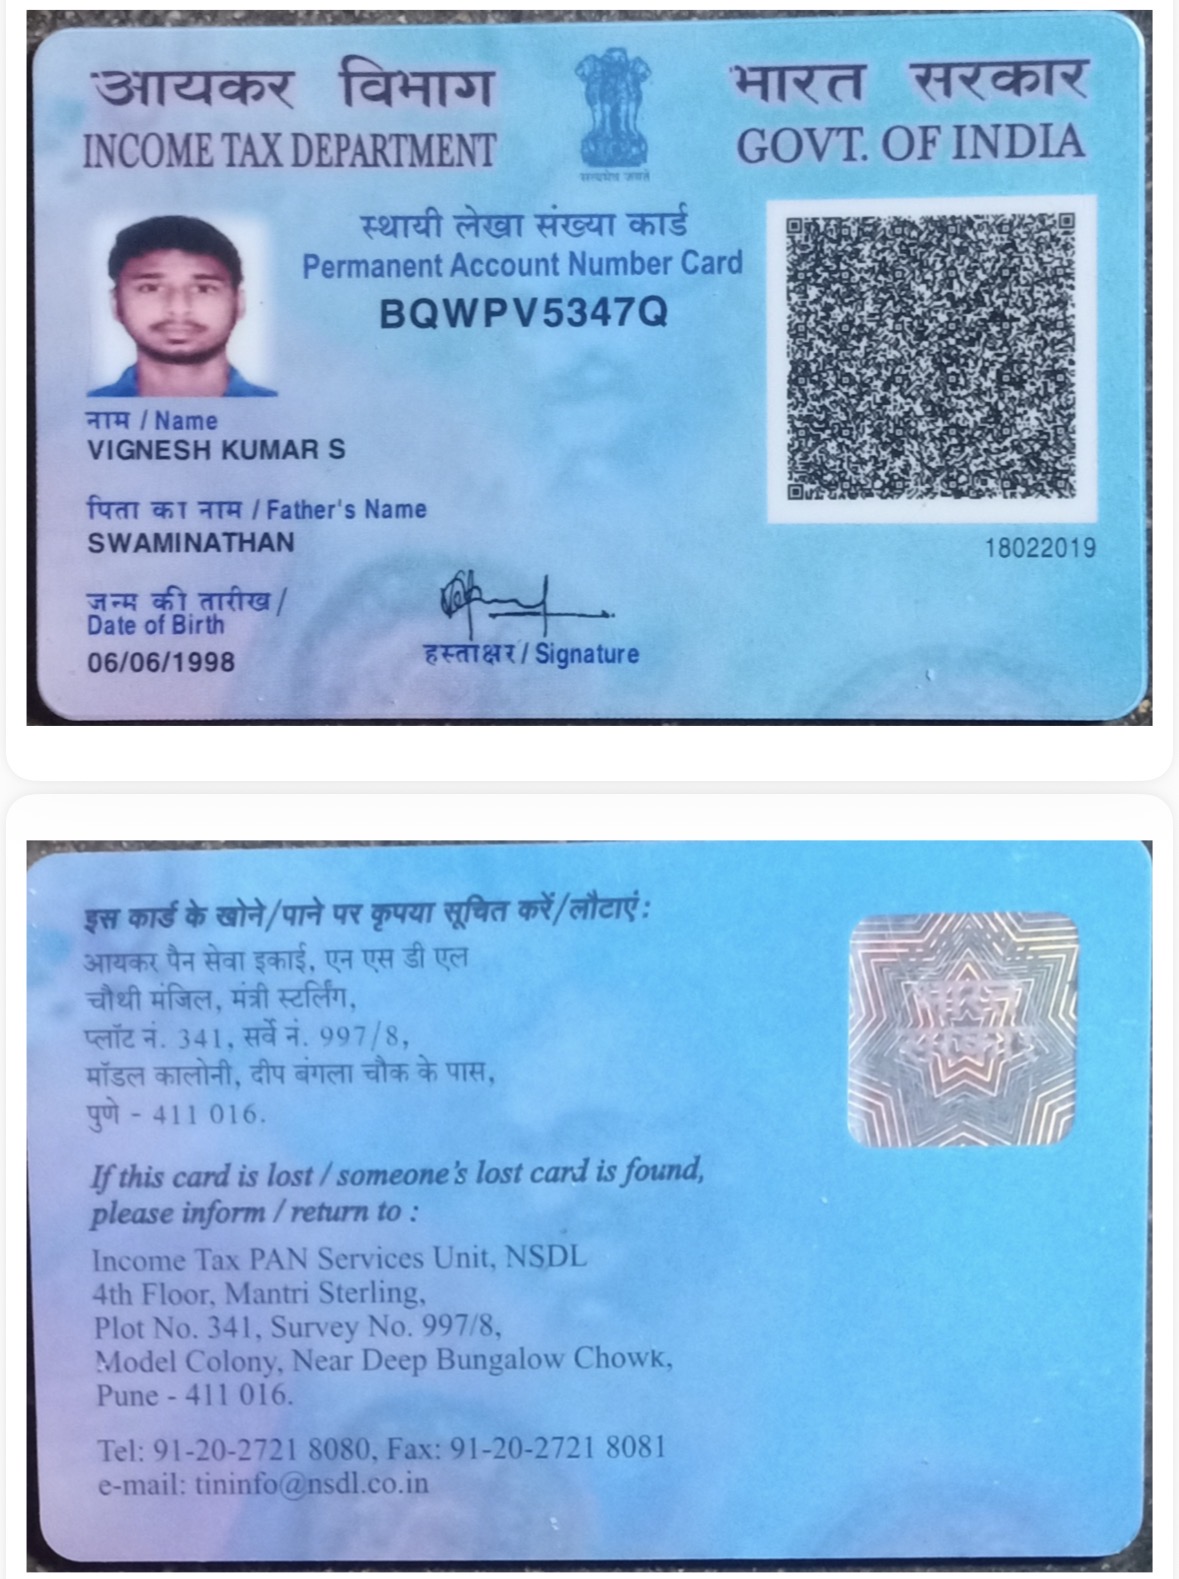 आयकर विभाग
INCOME TAX DEPARTMENT
सत्यमेव जयते
भारत सरकार
GOVT. OF INDIA
स्थायी लेखा संख्या कार्ड
Permanent Account Number Card
BQWPV5347Q
नाम / Name
VIGNESH KUMAR S
पिता का नाम / Father's Name
SWAMINATHAN
जन्म की तारीख /
Date of Birth
06/06/1998
हस्ताक्षर / Signature
18022019
इस कार्ड के खोने/पाने पर कृपया सूचित करें/लौटाएं:
आयकर पैन सेवा इकाई, एन एस डी एल
चौथी मंजिल, मंत्री स्टर्लिंग,
प्लॉट नं. 341, सर्वे नं. 997/8,
मॉडल कालोनी, दीप बंगला चौक के पास,
पुणे - 411 016.
If this card is lost / someone's lost card is found,
please inform / return to :
Income Tax PAN Services Unit, NSDL
4th Floor, Mantri Sterling,
Plot No. 341, Survey No. 997/8,
Model Colony, Near Deep Bungalow Chowk,
Pune - 411 016.
Tel: 91-20-2721 8080, Fax: 91-20-2721 8081
e-mail: tininfo@nsdl.co.in